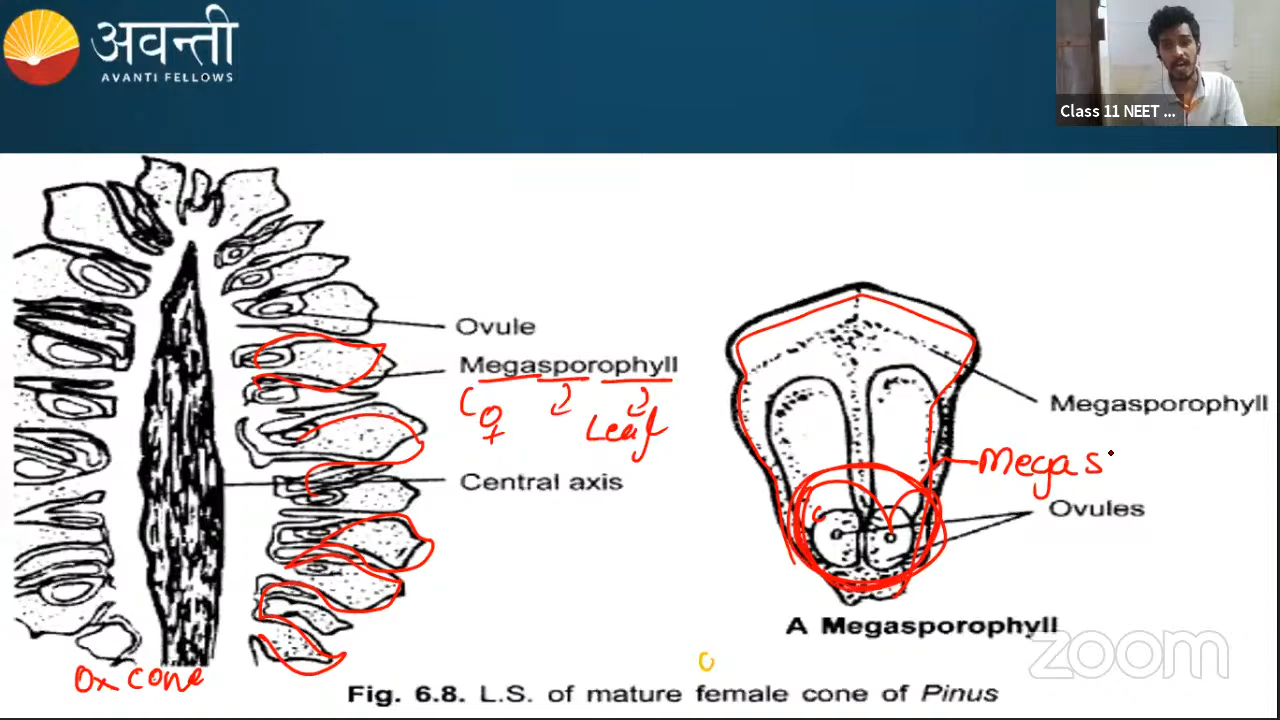 अवन्ती
AVANTI FELLOWS
Class 11 NEET ...
Ovule
Megasporophyll
Leaf
Central axis
Megasporophyll
Megas
Ovules
A Megasporophyll
zoom
cone
Fig. 6.8. L.S. of mature female cone of Pinus